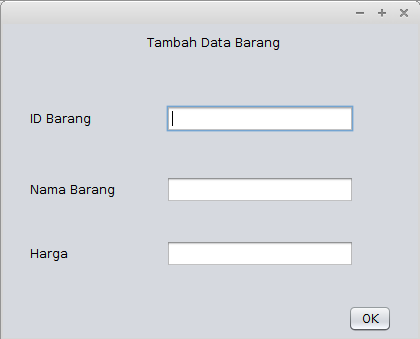 Tambah Data Barang
ID Barang
Nama Barang
Harga
OK